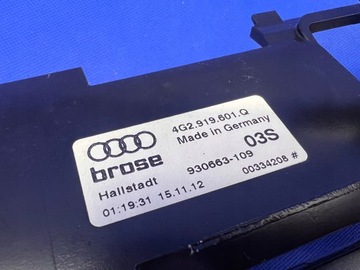 4G2.919.601.Q
Made in Germany
brose
03S
930663-109
Hallstadt
00334208 #
01:19:31 15.11.12